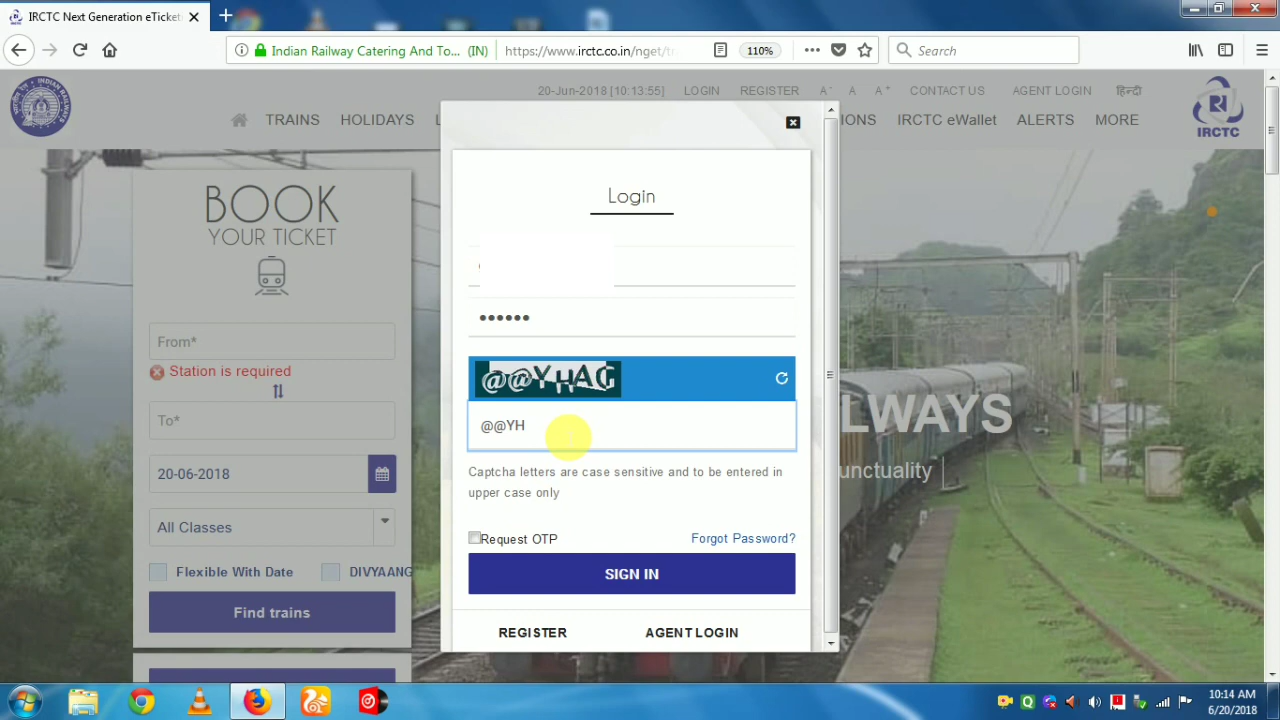 IRCTC Next Generation eTicket
Indian Railway Catering And To... (IN)
https://www.irctc.co.in/nget/tr
110%
Search
20-Jun-2018 [10:13:55]
LOGIN
REGISTER
A-
A
A+
CONTACT US
AGENT LOGIN
हिन्दी
TRAINS
HOLIDAYS
L
IONS
IRCTC eWallet
ALERTS
MORE
IRCTC
BOOK
YOUR TICKET
From*
Station is required
To*
20-06-2018
All Classes
Flexible With Date
DIVYAANG
Find trains
Login
@@YHAG
@@YH
Captcha letters are case sensitive and to be entered in
upper case only
Request OTP
Forgot Password?
SIGN IN
REGISTER
AGENT LOGIN
LWAYS
unctuality
10:14 AM
6/20/2018